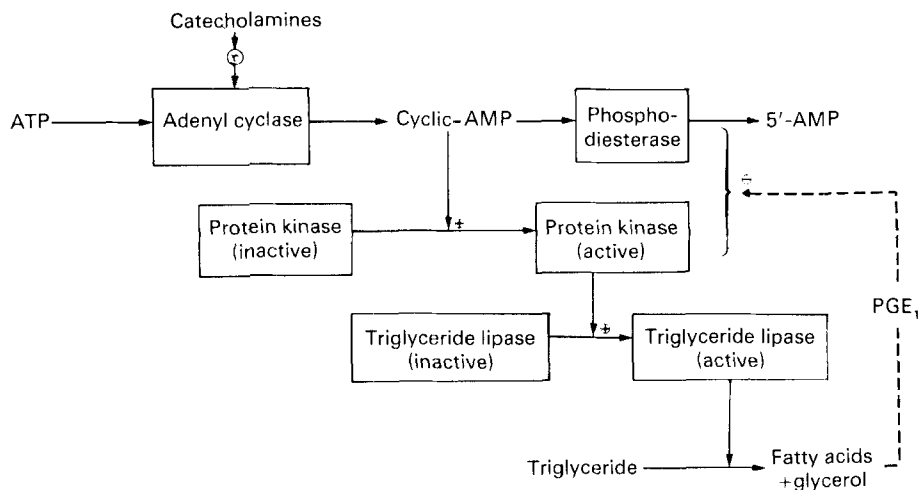 Catecholamines
r
ATP
Adenyl cyclase
Cyclic-AMP
Phospho-
diesterase
5'-AMP
÷
Protein kinase
(inactive)
+
Protein kinase
(active)
PGE₁
Triglyceride lipase
(inactive)
+
Triglyceride lipase
(active)
Triglyceride
Fatty acids
+glycerol